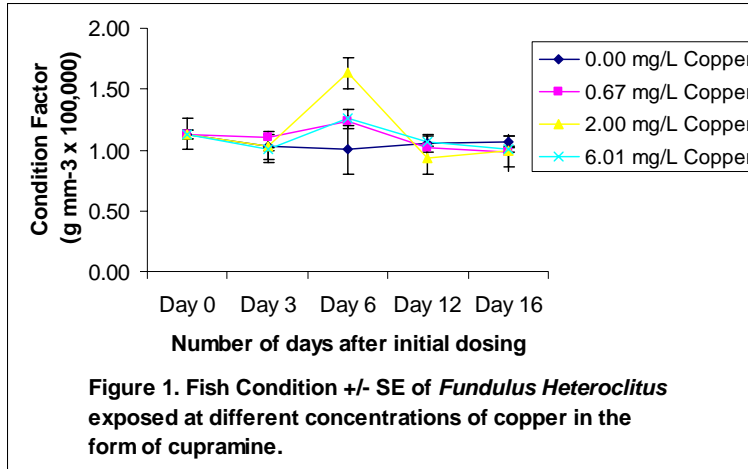 2.00
1.50
1.00
0.50
0.00
Condition Factor
(g mm-3 x 100,000)
Day 0 Day 3 Day 6 Day 12 Day 16
Number of days after initial dosing
0.00 mg/L Copper
0.67 mg/L Copper
2.00 mg/L Copper
6.01 mg/L Copper
Figure 1. Fish Condition +/- SE of Fundulus Heteroclitus
exposed at different concentrations of copper in the
form of cupramine.